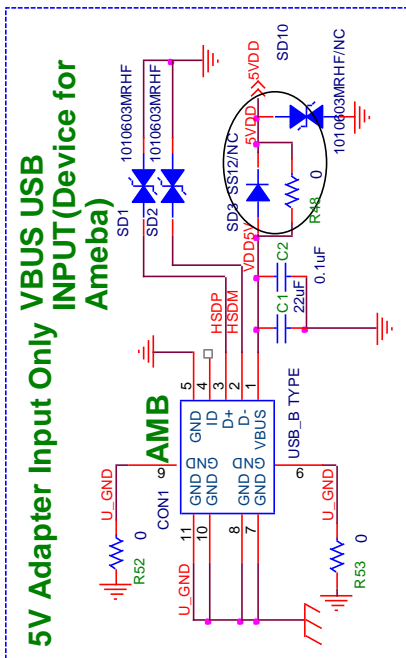 5V Adapter Input Only
VBUS USB
INPUT(Device for
Ameba)
AMB
SD1
1010603MRHF
SD2
1010603MRHF
SD10
1010603MRHF/NC
5VDD
5VDD
SD3
SS12/NC
R48
0
VDD5V
C1
22uF
C2
0.1uF
HSDP
HSDM
5
4
3
2
1
GND
ID
D+
D-
VBUS
GND
GND
GND
GND
GND
GND
CON1
USB_B TYPE
9
6
11
10
8
7
U_GND
U_GND
U_GND
R52
0
R53
0